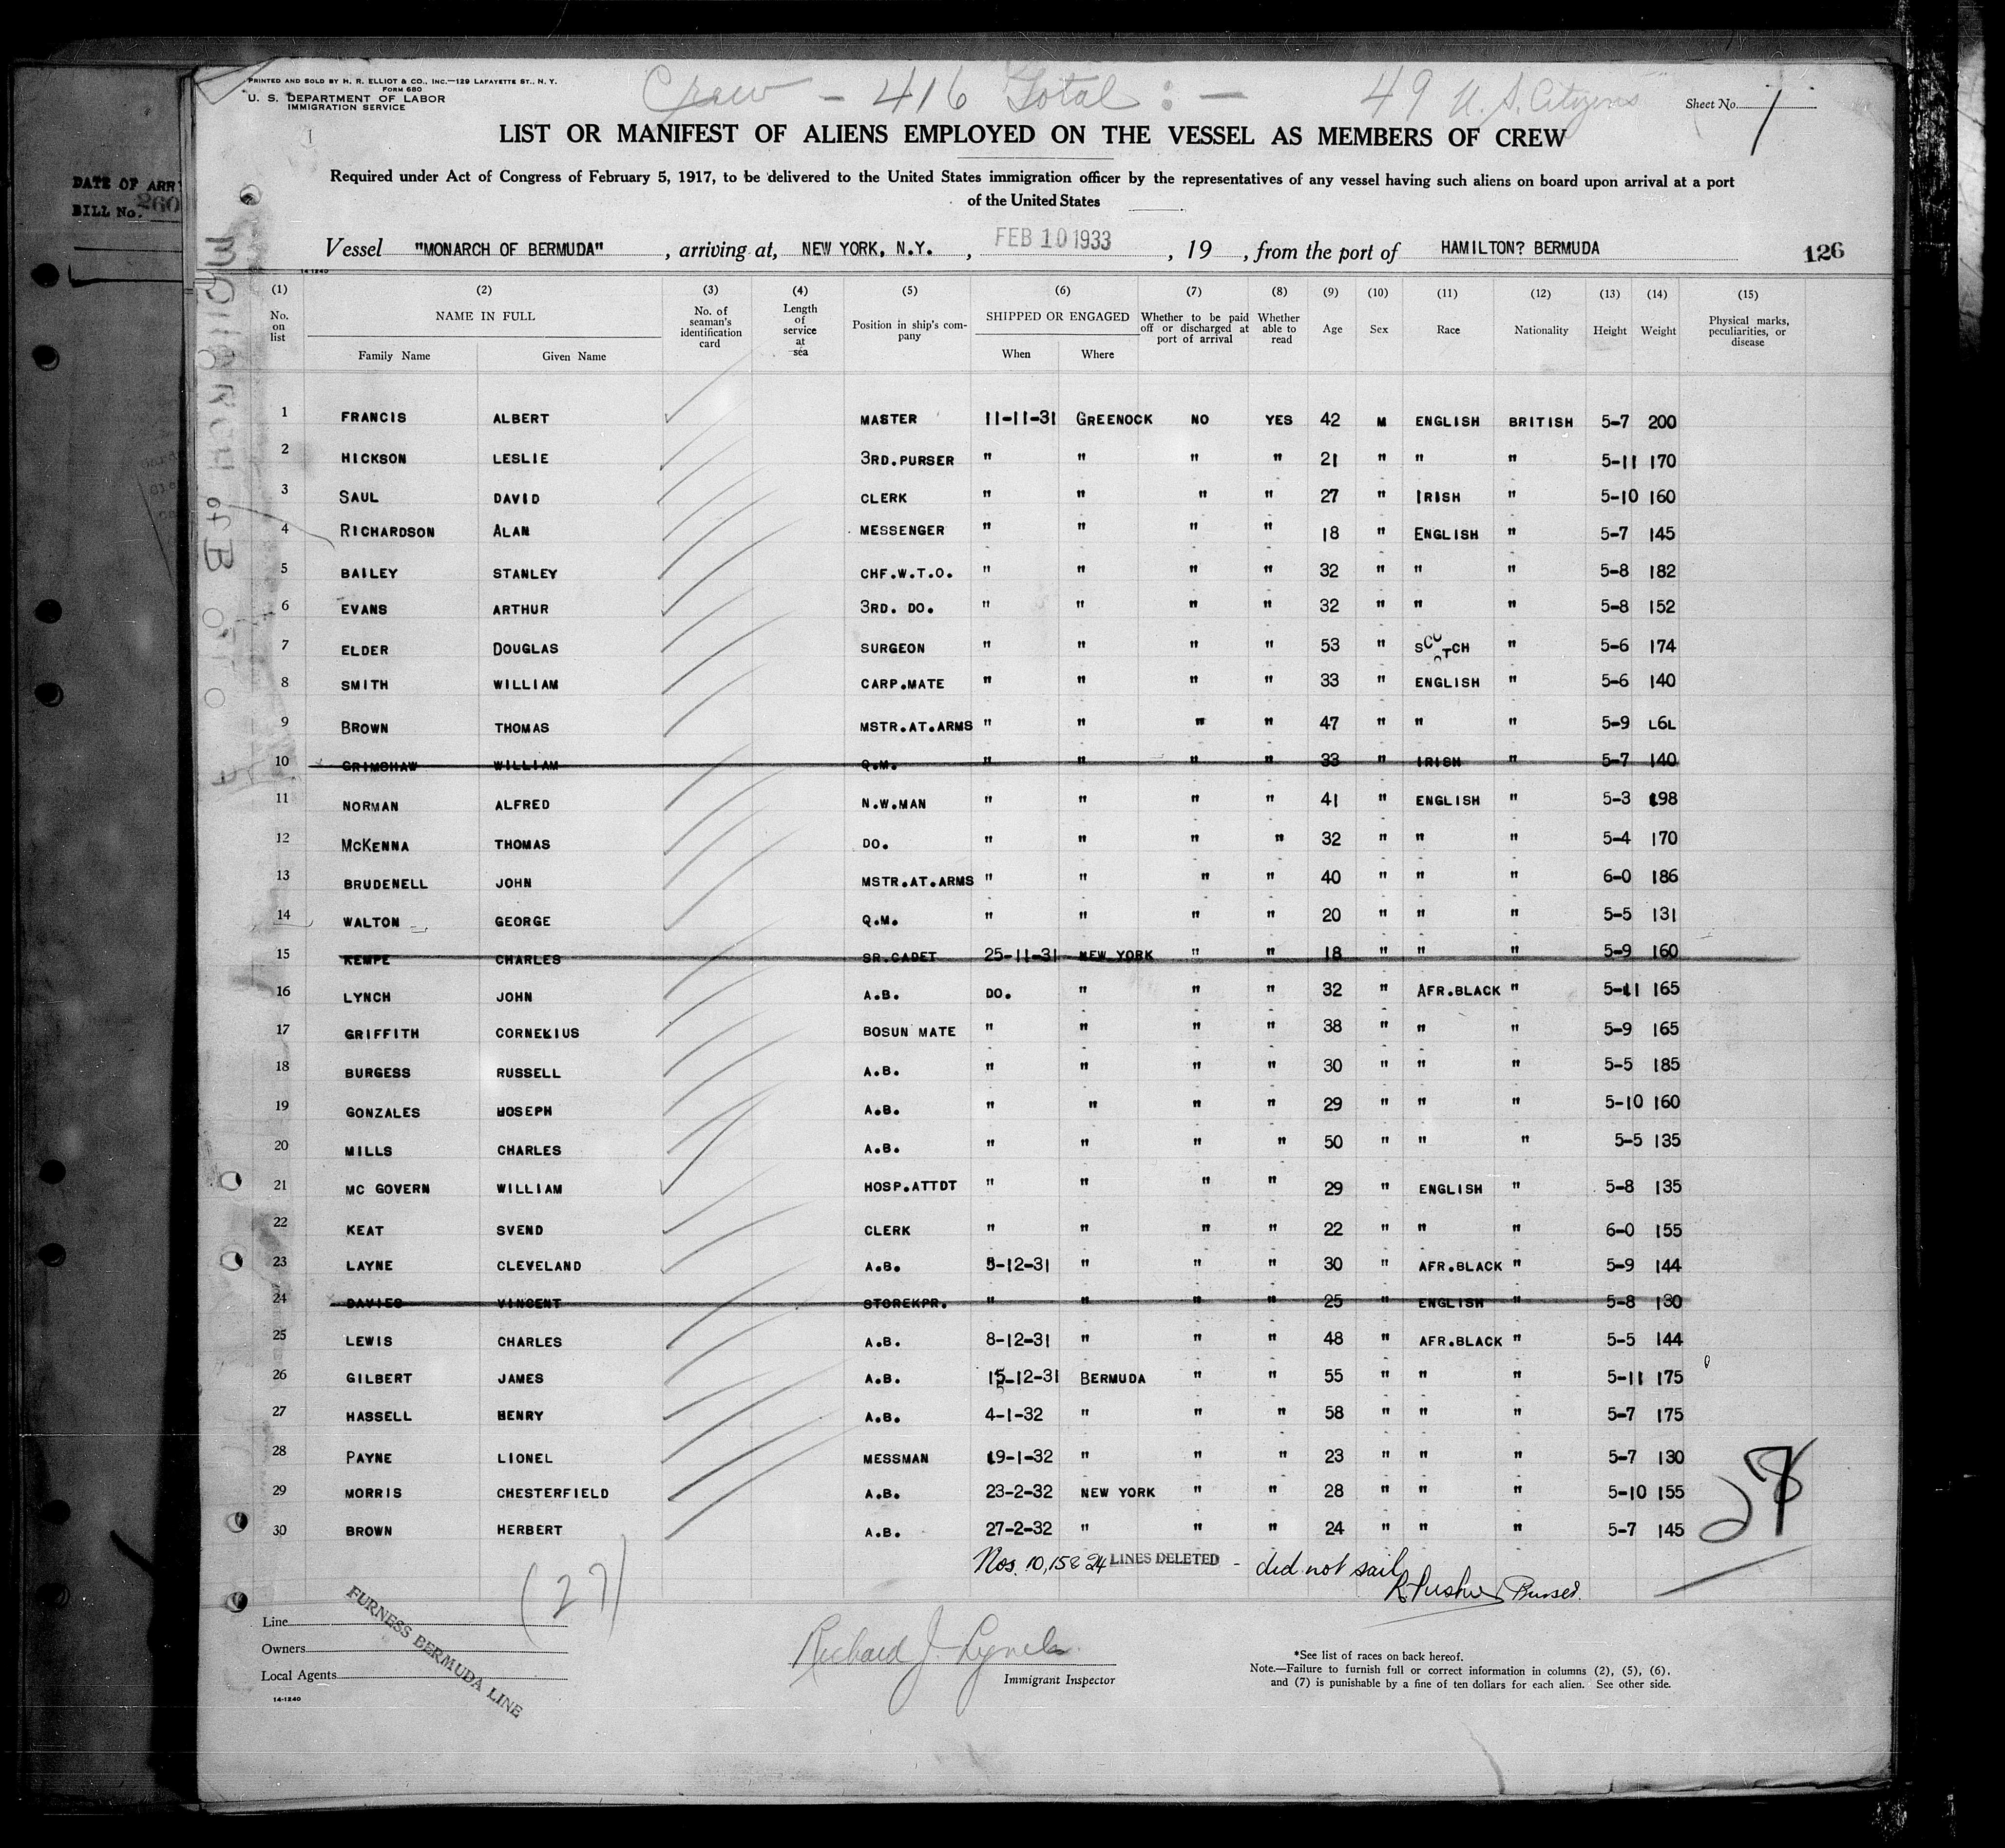 PRINTED AND SOLD BY H. R. ELLIOT & CO., INC.—129 LAFAYETTE ST., N. Y.
FORM 680
U. S. DEPARTMENT OF LABOR
IMMIGRATION SERVICE
Crew - 416 Total : - 49 U. S. Citizens
Sheet No. 1
LIST OR MANIFEST OF ALIENS EMPLOYED ON THE VESSEL AS MEMBERS OF CREW
Required under Act of Congress of February 5, 1917, to be delivered to the United States immigration officer by the representatives of any vessel having such aliens on board upon arrival at a port
of the United States
DATE OF ARR
BILL No. 260
Vessel "MONARCH OF BERMUDA", arriving at, NEW YORK, N.Y., FEB 10 1933, 19, from the port of HAMILTON? BERMUDA 126
14-1240
(1) No. on list (2) NAME IN FULL Family Name Given Name (3) No. of seaman's identification card (4) Length of service at sea (5) Position in ship's company (6) SHIPPED OR ENGAGED When Where (7) Whether to be paid off or discharged at port of arrival (8) Whether able to read (9) Age (10) Sex (11) Race (12) Nationality (13) Height (14) Weight (15) Physical marks, peculiarities, or disease
1 FRANCIS ALBERT MASTER 11-11-31 GREENOCK NO YES 42 M ENGLISH BRITISH 5-7 200
2 HICKSON LESLIE 3RD.PURSER " " " " 21 " " " 5-11 170
3 SAUL DAVID CLERK " " " " 27 " IRISH " 5-10 160
4 RICHARDSON ALAN MESSENGER " " " " 18 " ENGLISH " 5-7 145
5 BAILEY STANLEY CHF.W.T.O. " " " " 32 " " " 5-8 182
6 EVANS ARTHUR 3RD. DO. " " " " 32 " " " 5-8 152
7 ELDER DOUGLAS SURGEON " " " " 53 " SCOTCH " 5-6 174
8 SMITH WILLIAM CARP.MATE " " " " 33 " ENGLISH " 5-6 140
9 BROWN THOMAS MSTR.AT.ARMS " " " " 47 " " " 5-9 L6L
10 GRIMSHAW WILLIAM Q.M. " " " " 33 " IRISH " 5-7 140
11 NORMAN ALFRED N.W.MAN " " " " 41 " ENGLISH " 5-3 198
12 McKENNA THOMAS DO. " " " " 32 " " " 5-4 170
13 BRUDENELL JOHN MSTR.AT.ARMS " " " " 40 " " " 6-0 186
14 WALTON GEORGE Q.M. " " " " 20 " " " 5-5 131
15 KEMPE CHARLES SR.CADET 25-11-31 NEW YORK " " 18 " " " 5-9 160
16 LYNCH JOHN A.B. DO. " " " 32 " AFR.BLACK " 5-11 165
17 GRIFFITH CORNEKIUS BOSUN MATE " " " " 38 " " " 5-9 165
18 BURGESS RUSSELL A.B. " " " " 30 " " " 5-5 185
19 GONZALES HOSEPH A.B. " " " " 29 " " " 5-10 160
20 MILLS CHARLES A.B. " " " " 50 " " " 5-5 135
21 MC GOVERN WILLIAM HOSP.ATTDT " " " " 29 " ENGLISH " 5-8 135
22 KEAT SVEND CLERK " " " " 22 " " " 6-0 155
23 LAYNE CLEVELAND A.B. 5-12-31 " " " 30 " AFR.BLACK " 5-9 144
24 DAVIES VINCENT STOREKPR. " " " " 25 " ENGLISH " 5-8 130
25 LEWIS CHARLES A.B. 8-12-31 " " " 48 " AFR.BLACK " 5-5 144
26 GILBERT JAMES A.B. 15-12-31 BERMUDA " " 55 " " " 5-11 175
27 HASSELL HENRY A.B. 4-1-32 " " " 58 " " " 5-7 175
28 PAYNE LIONEL MESSMAN 19-1-32 " " " 23 " " " 5-7 130
29 MORRIS CHESTERFIELD A.B. 23-2-32 NEW YORK " " 28 " " " 5-10 155
30 BROWN HERBERT A.B. 27-2-32 " " " 24 " " " 5-7 145
Nos. 10, 15 & 24 LINES DELETED - did not sail
Purser.
(27)
Line
Owners
Local Agents
FURNESS BERMUDA LINE
14-1240
Richard J. Lynch
Immigrant Inspector
*See list of races on back hereof.
Note.—Failure to furnish full or correct information in columns (2), (5), (6).
and (7) is punishable by a fine of ten dollars for each alien. See other side.